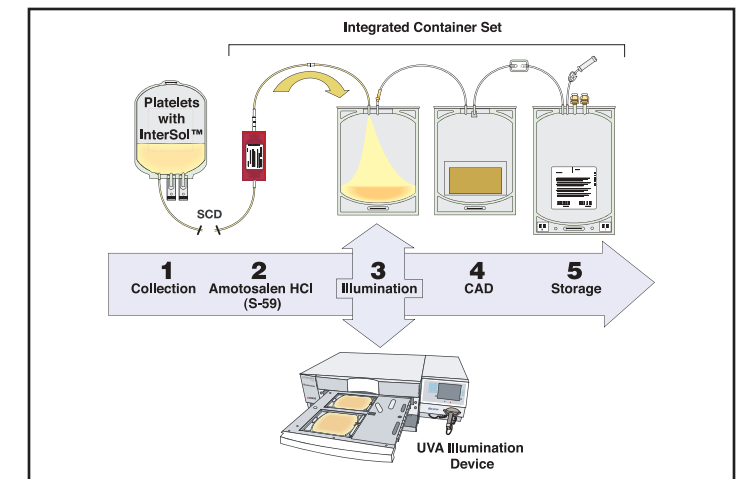 Integrated Container Set
Platelets
with
InterSol™
SCD
1
Collection
2
Amotosalen HCl
(S-59)
3
Illumination
4
CAD
5
Storage
UVA Illumination
Device